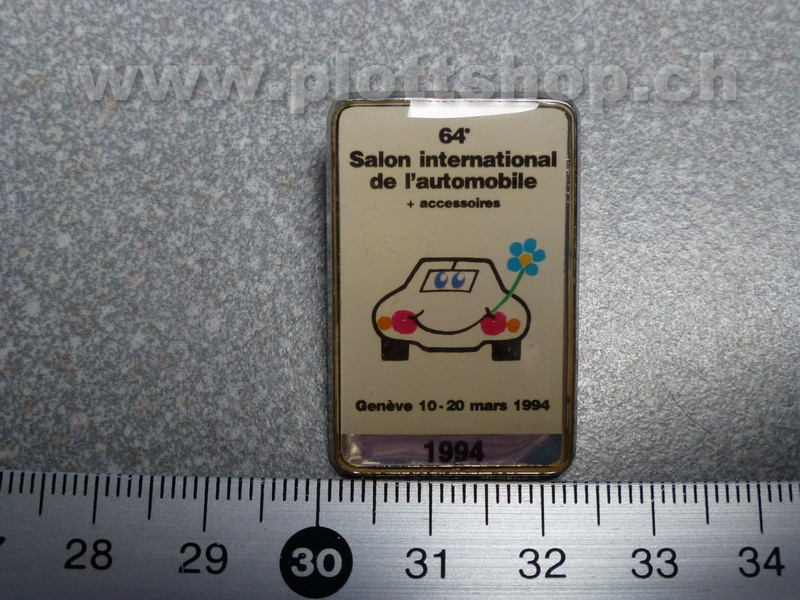 www.plottshop.ch
64e
Salon international
de l'automobile
+ accessoires
Genève 10-20 mars 1994
1994
28 29 30 31 32 33 34